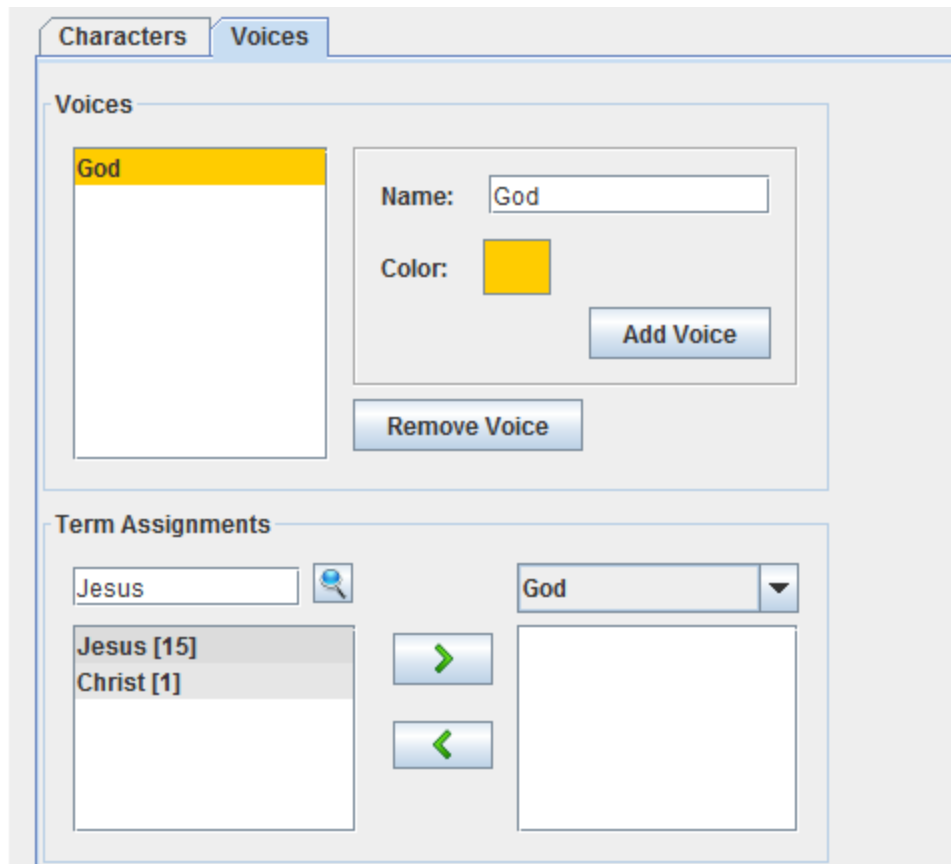 Characters Voices
Voices
God
Name: God
Color:
Add Voice
Remove Voice
Term Assignments
Jesus
God
Jesus [15]
Christ [1]